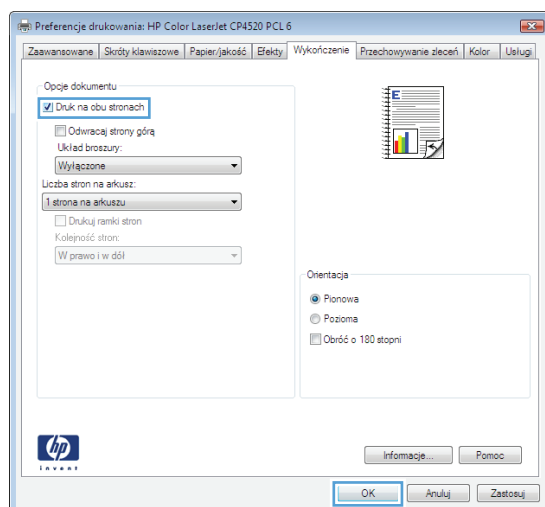 Preferencje drukowania: HP Color LaserJet CP4520 PCL 6
Zaawansowane Skróty klawiszowe Papier/jakość Efekty Wykończenie Przechowywanie zleceń Kolor Usługi
Opcje dokumentu
Druk na obu stronach
Odwracaj strony górą
Układ broszury:
Wyłączone
Liczba stron na arkusz:
1 strona na arkuszu
Drukuj ramki stron
Kolejność stron:
W prawo i w dół
E
Orientacja
Pionowa
Pozioma
Obróć o 180 stopni
hp
invent
Informacje... Pomoc
OK Anuluj Zastosuj